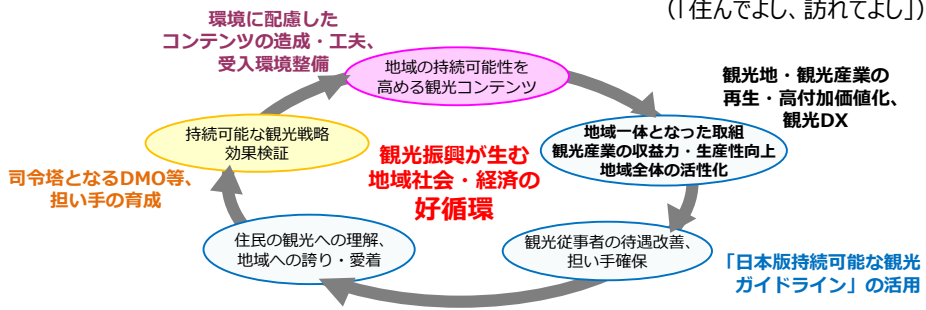 （「住んでよし、訪れてよし」）
環境に配慮した
コンテンツの造成・工夫、
受入環境整備
地域の持続可能性を
高める観光コンテンツ
観光地・観光産業の
再生・高付加価値化、
観光DX
地域一体となった取組
観光産業の収益力・生産性向上
地域全体の活性化
持続可能な観光戦略
効果検証
観光振興が生む
地域社会・経済の
好循環
司令塔となるDMO等、
担い手の育成
住民の観光への理解、
地域への誇り・愛着
観光従事者の待遇改善、
担い手確保
「日本版持続可能な観光
ガイドライン」の活用